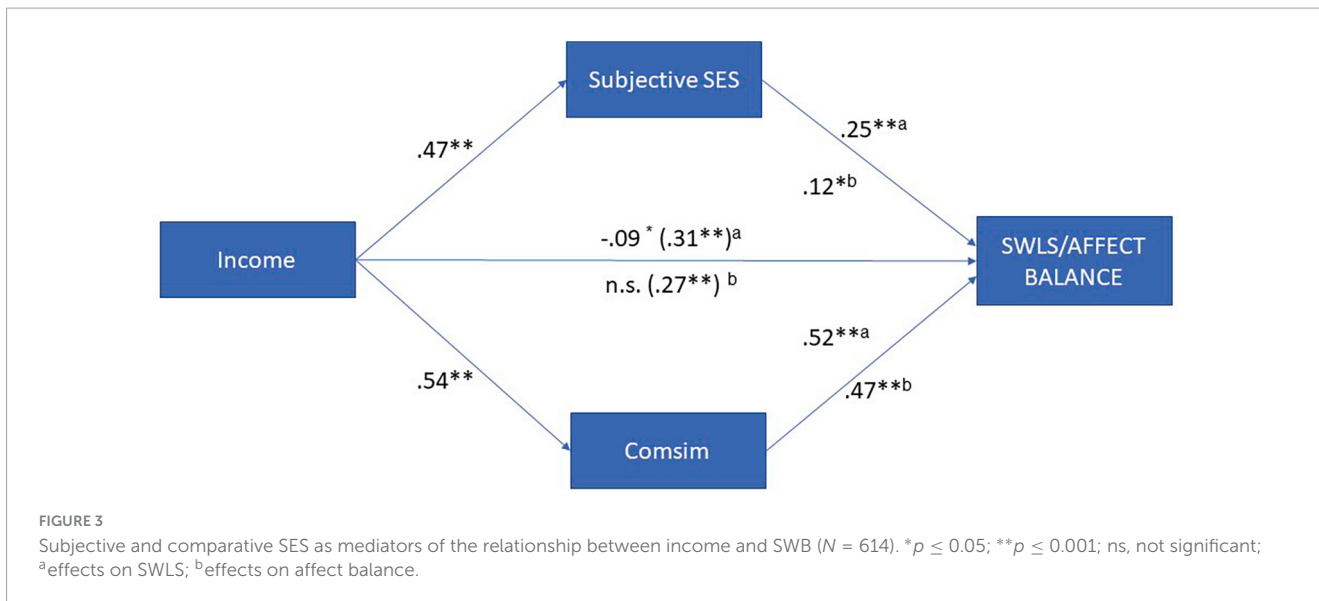 Subjective SES
.25**a
.47**
.12*b
-.09 * (.31**)a
Income
SWLS/AFFECT
BALANCE
n.s. (.27**) b
.52**a
.54**
.47**b
Comsim
FIGURE 3
Subjective and comparative SES as mediators of the relationship between income and SWB (N = 614). *p ≤ 0.05; **p ≤ 0.001; ns, not significant;
aeffects on SWLS; beffects on affect balance.